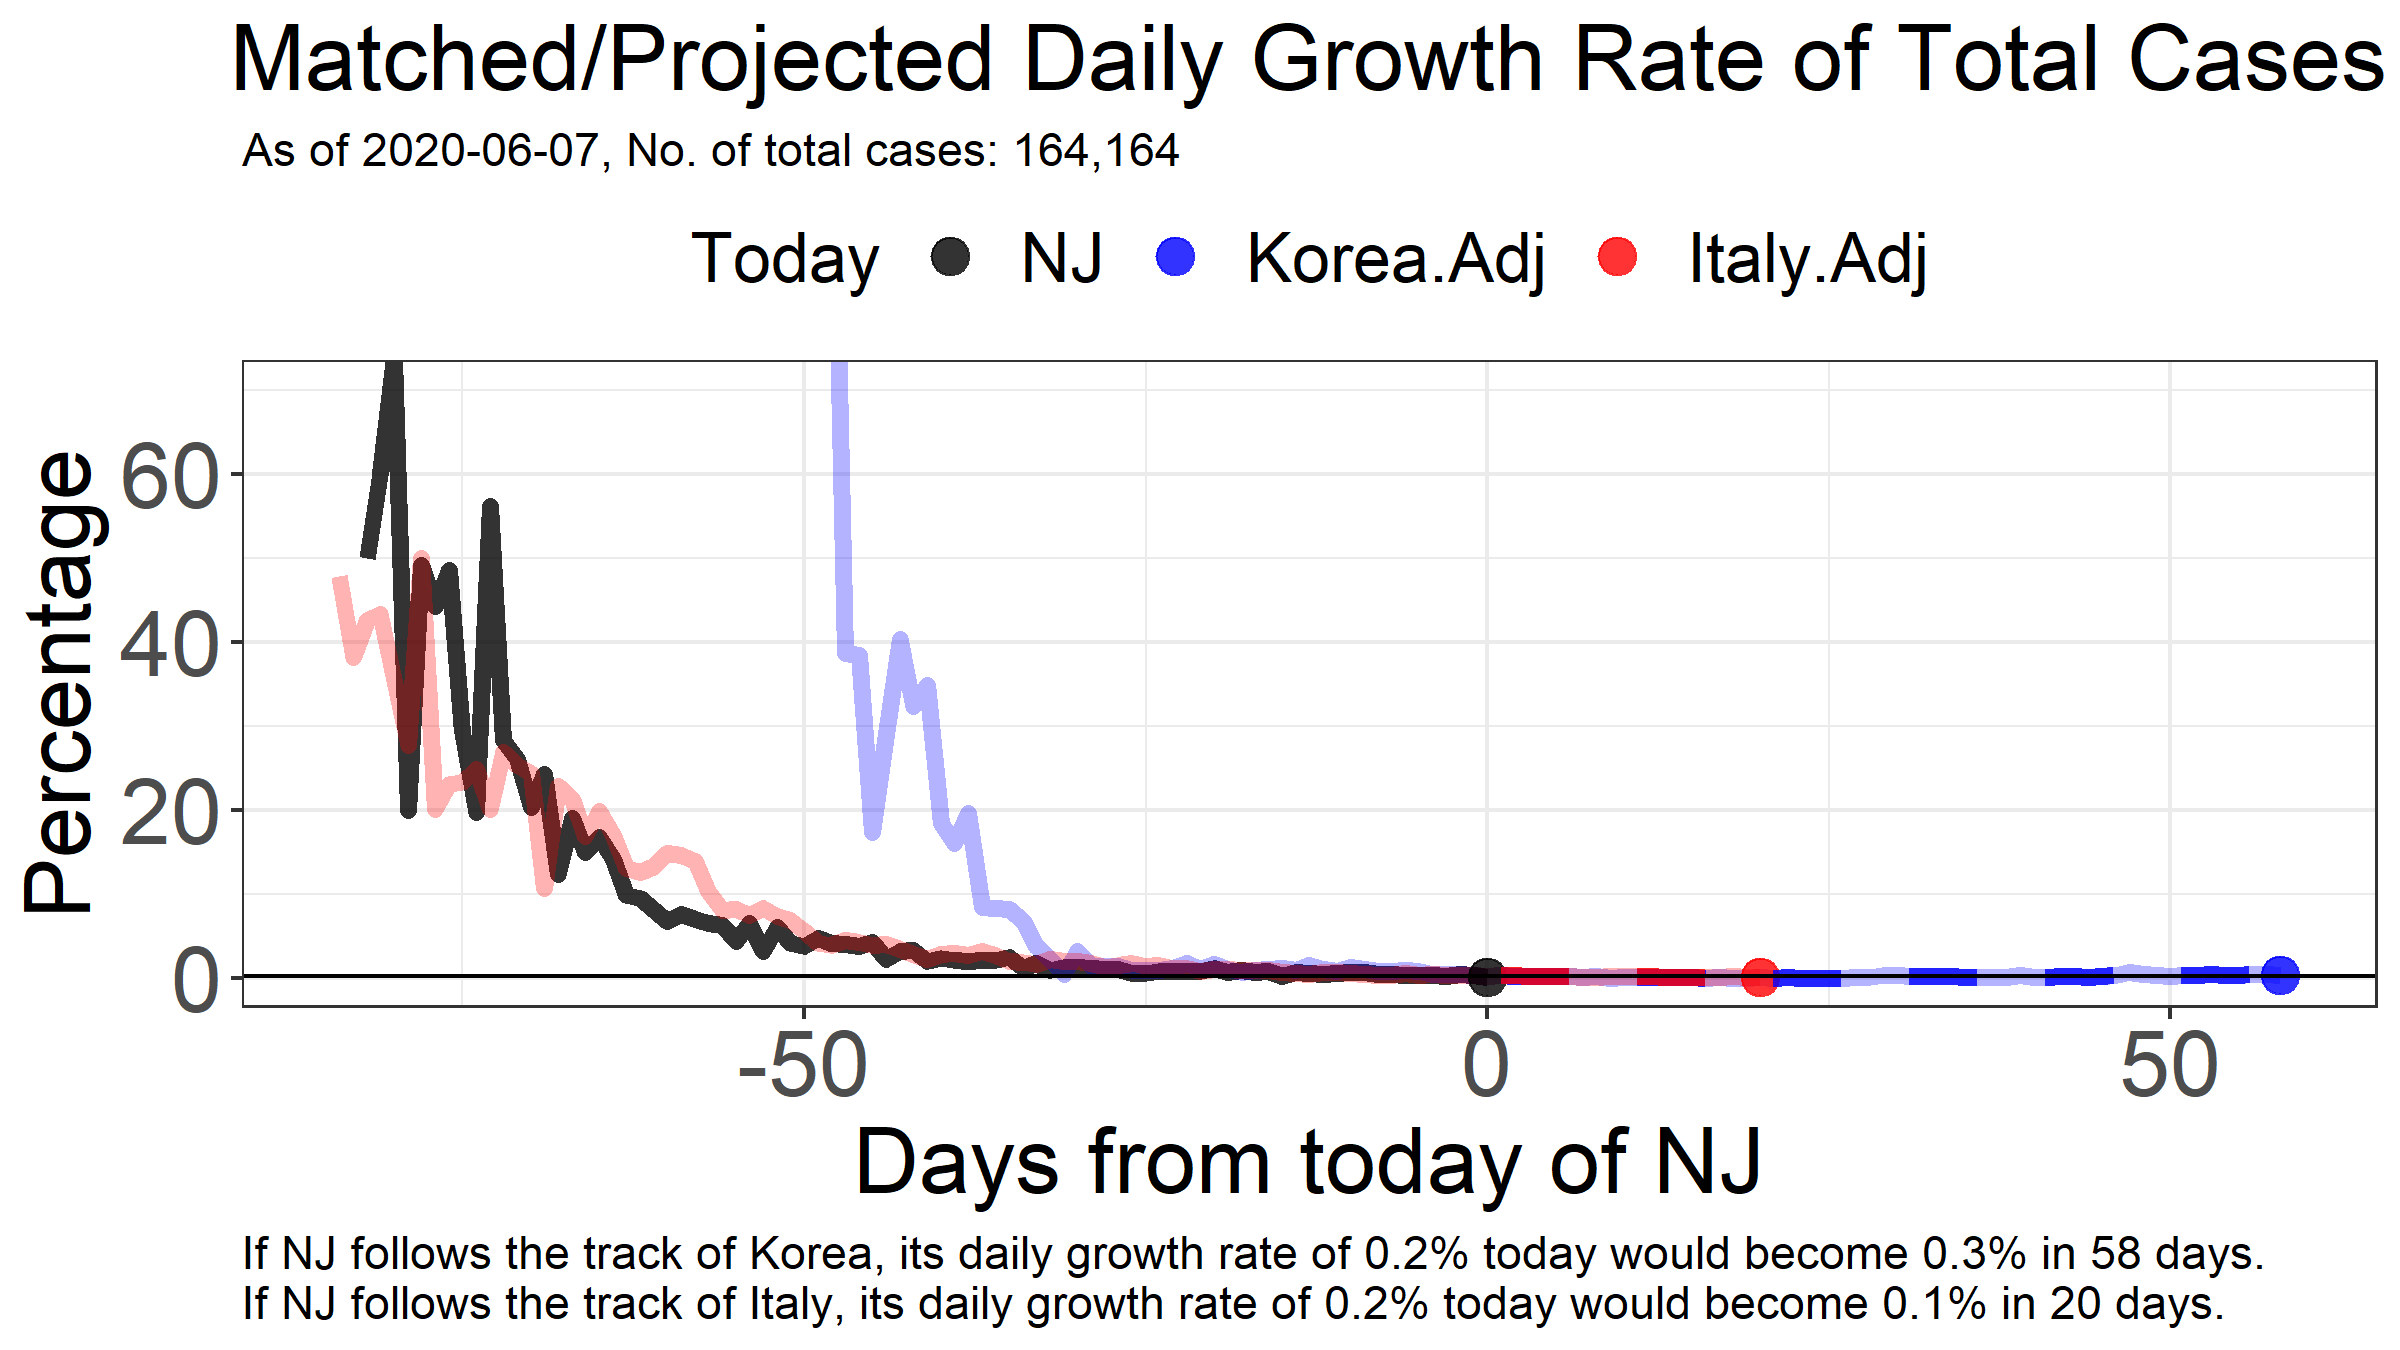 Matched/Projected Daily Growth Rate of Total Cases
As of 2020-06-07, No. of total cases: 164,164
Today NJ Korea.Adj Italy.Adj
Percentage
60
40
20
0
-50 0 50
Days from today of NJ
If NJ follows the track of Korea, its daily growth rate of 0.2% today would become 0.3% in 58 days.
If NJ follows the track of Italy, its daily growth rate of 0.2% today would become 0.1% in 20 days.